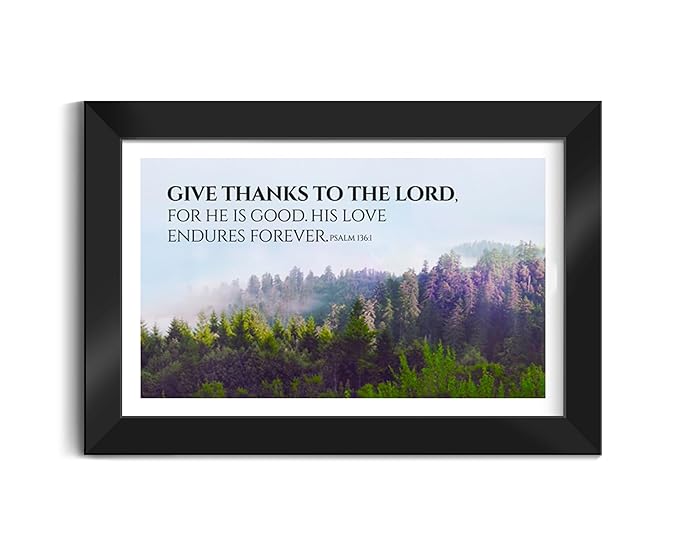 GIVE THANKS TO THE LORD,
FOR HE IS GOOD. HIS LOVE
ENDURES FOREVER. PSALM 136:1